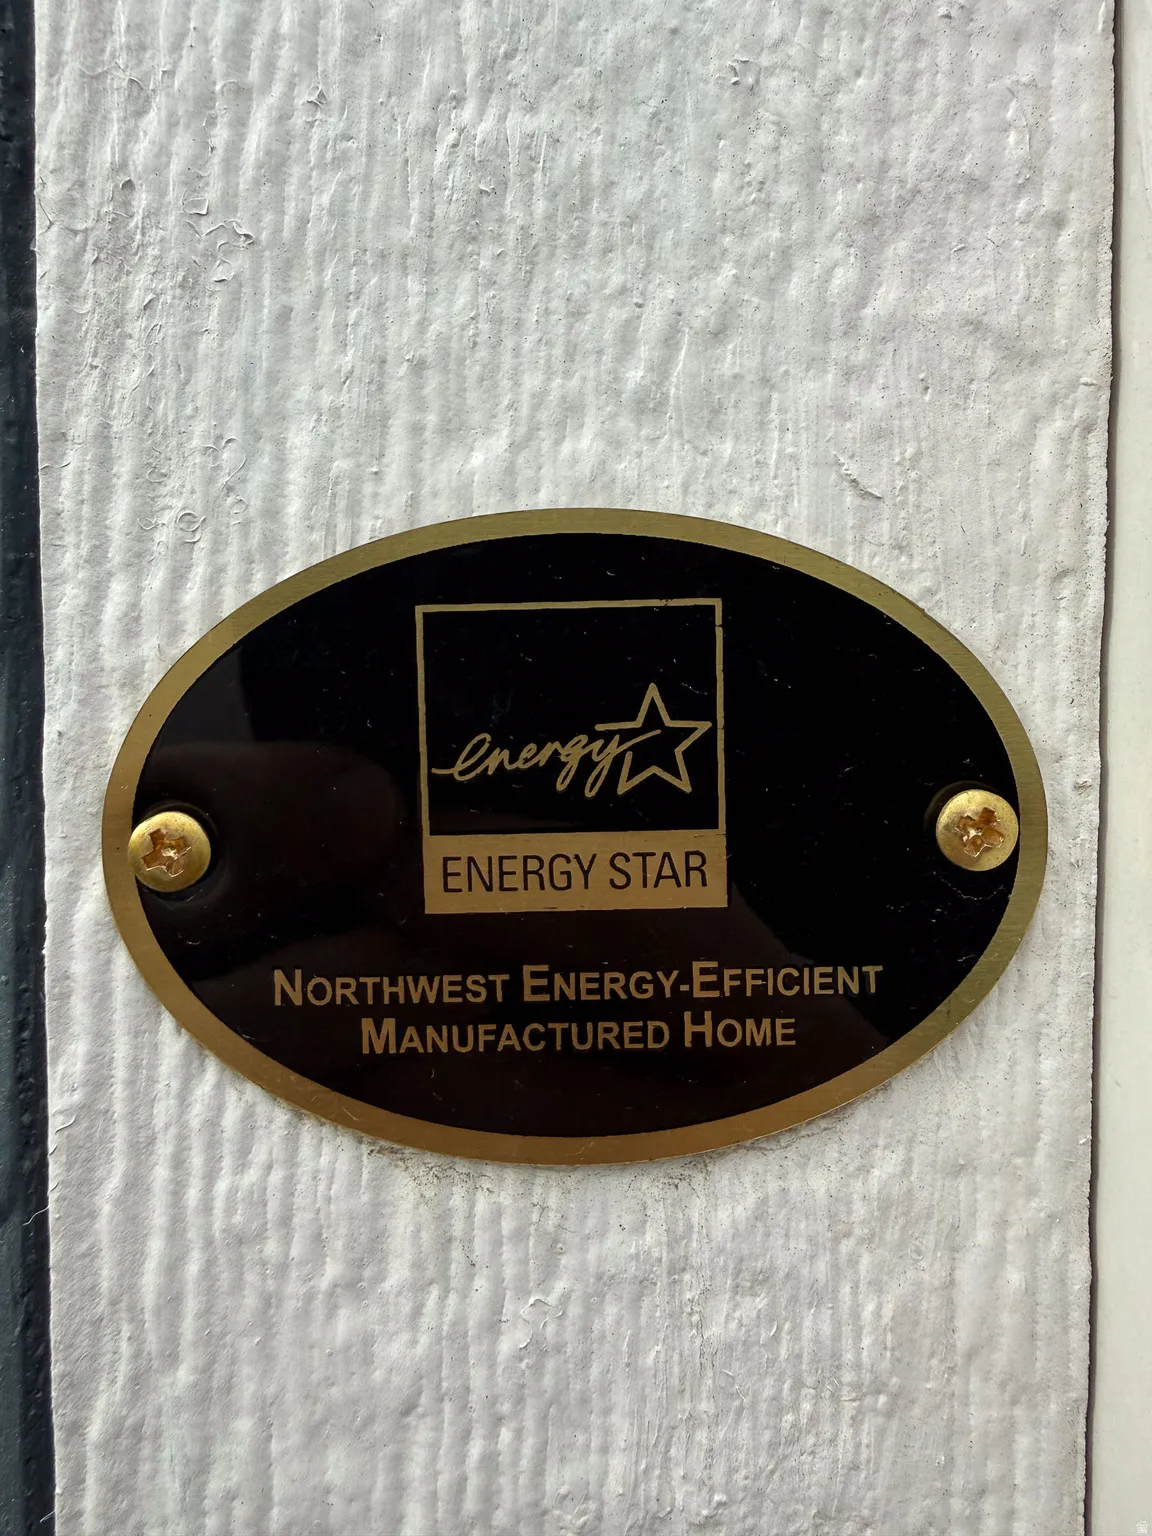 energy
ENERGY STAR
NORTHWEST ENERGY-EFFICIENT
MANUFACTURED HOME